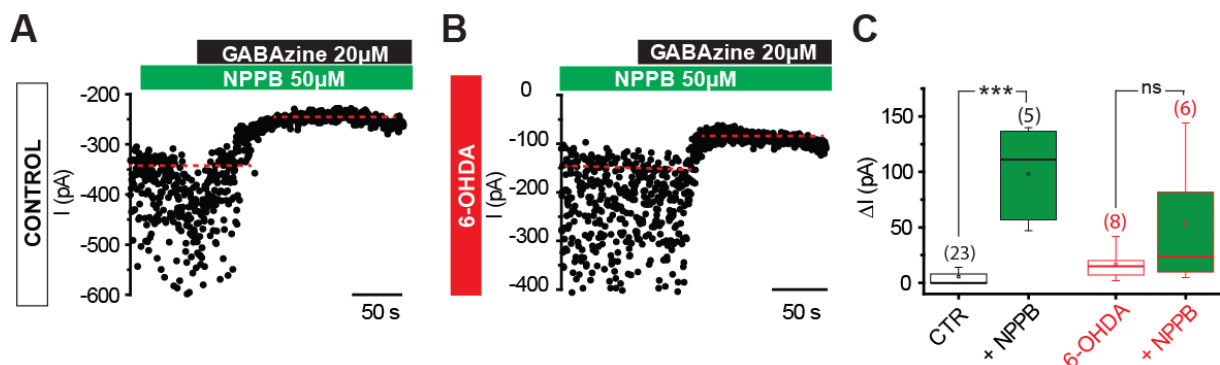 A
GABAzine 20µM
NPPB 50µM
CONTROL
I (pA)
-200
-300
-400
-500
-600
50 s
B
GABAzine 20µM
NPPB 50µM
6-OHDA
I (pA)
0
-100
-200
-300
-400
50 s
C
ΔI (pA)
150
100
50
0
***
ns
(5)
(6)
(23)
(8)
CTR
+ NPPB
6-OHDA
+ NPPB